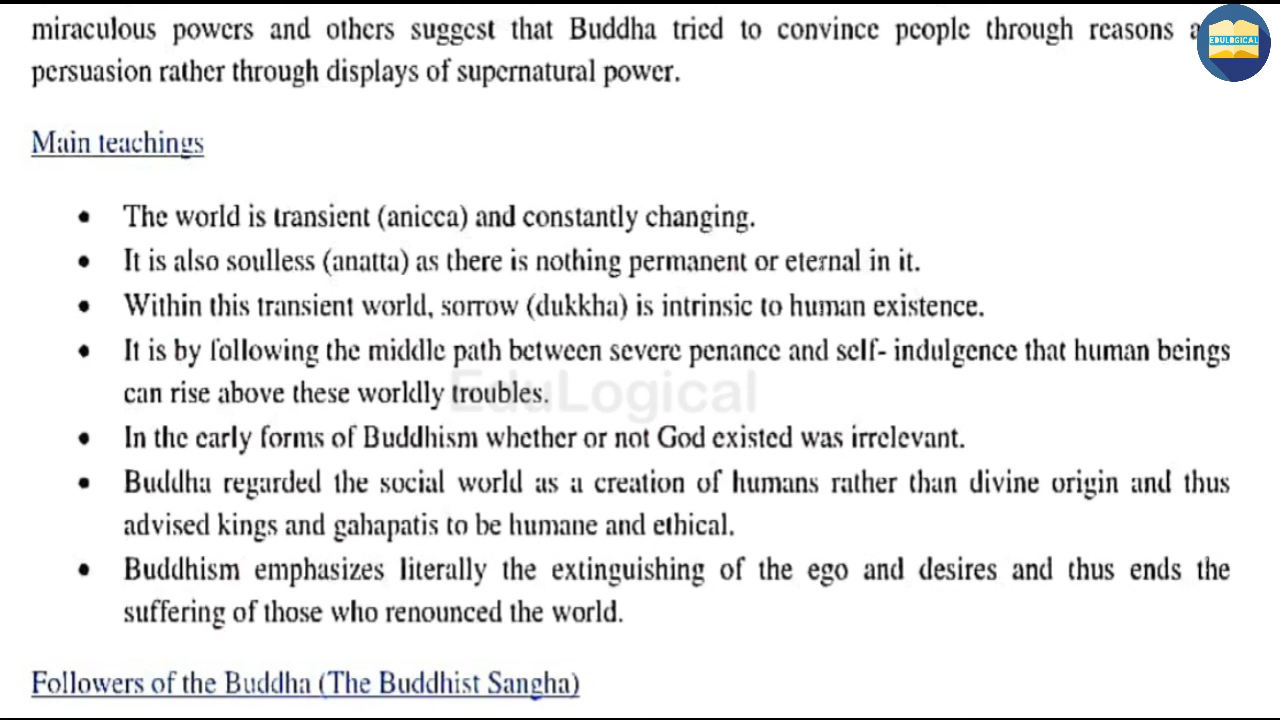 miraculous powers and others suggest that Buddha tried to convince people through reasons
persuasion rather through displays of supernatural power.
EDULOGICAL
Main teachings
• The world is transient (anicca) and constantly changing.
• It is also soulless (anatta) as there is nothing permanent or eternal in it.
• Within this transient world, sorrow (dukkha) is intrinsic to human existence.
• It is by following the middle path between severe penance and self- indulgence that human beings
can rise above these worldly troubles.
EduLogical
• In the early forms of Buddhism whether or not God existed was irrelevant.
• Buddha regarded the social world as a creation of humans rather than divine origin and thus
advised kings and gahapatis to be humane and ethical.
• Buddhism emphasizes literally the extinguishing of the ego and desires and thus ends the
suffering of those who renounced the world.
Followers of the Buddha (The Buddhist Sangha)